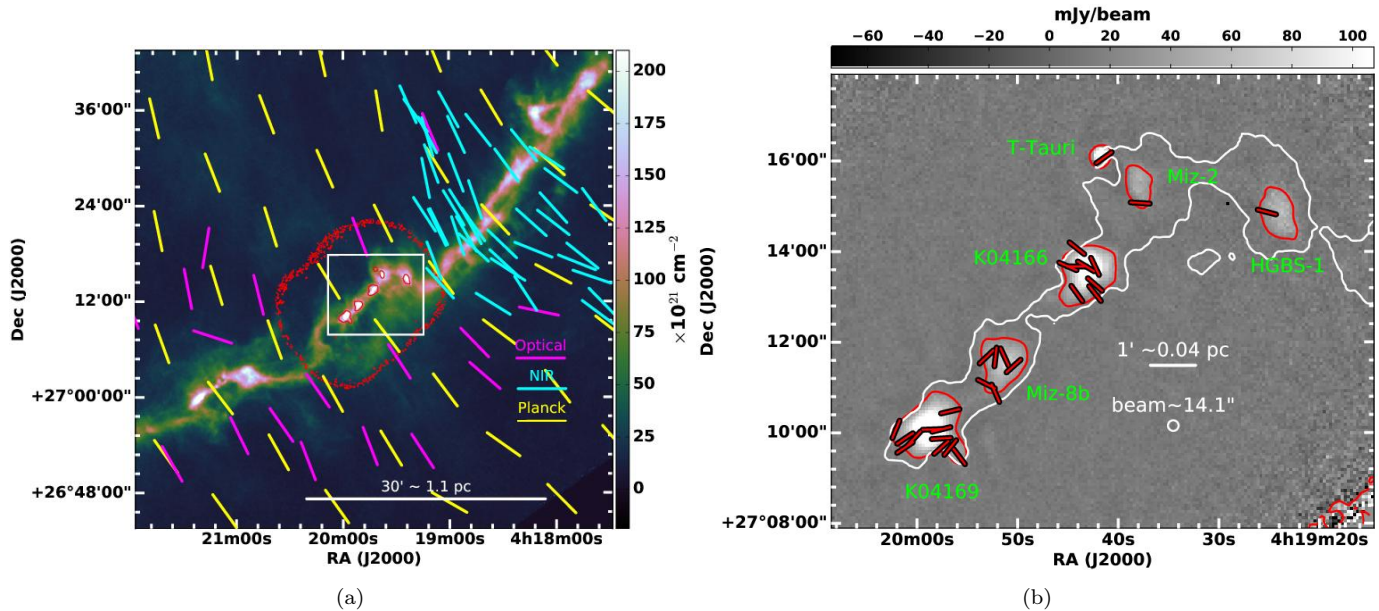 200
175
150
125
100
75
50
25
0
×10²¹ cm⁻²
36'00"
24'00"
12'00"
+27°00'00"
+26°48'00"
Dec (J2000)
Optical
NIR
Planck
30' ~ 1.1 pc
21m00s 20m00s 19m00s 4h18m00s
RA (J2000)
(a)
mJy/beam
−60 −40 −20 0 20 40 60 80 100
16'00"
14'00"
12'00"
10'00"
+27°08'00"
Dec (J2000)
T-Tauri
Miz-2
K04166
HGBS-1
1' ~0.04 pc
Miz-8b
beam~14.1"
K04169
20m00s 50s 40s 30s 4h19m20s
RA (J2000)
(b)